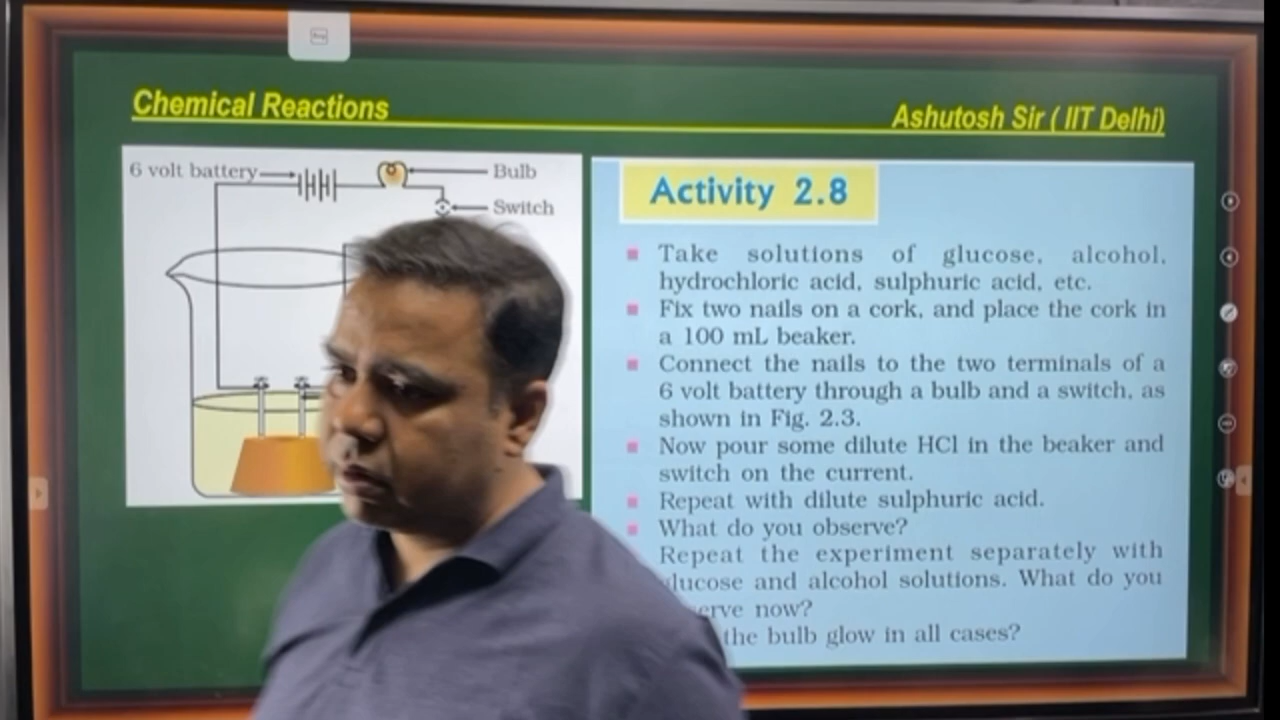 Chemical Reactions
Ashutosh Sir ( IIT Delhi)
6 volt battery
Bulb
Switch
Activity 2.8
Take solutions of glucose, alcohol,
hydrochloric acid, sulphuric acid, etc.
Fix two nails on a cork, and place the cork in
a 100 mL beaker.
Connect the nails to the two terminals of a
6 volt battery through a bulb and a switch, as
shown in Fig. 2.3.
Now pour some dilute HCl in the beaker and
switch on the current.
Repeat with dilute sulphuric acid.
What do you observe?
Repeat the experiment separately with
glucose and alcohol solutions. What do you
now?
the bulb glow in all cases?